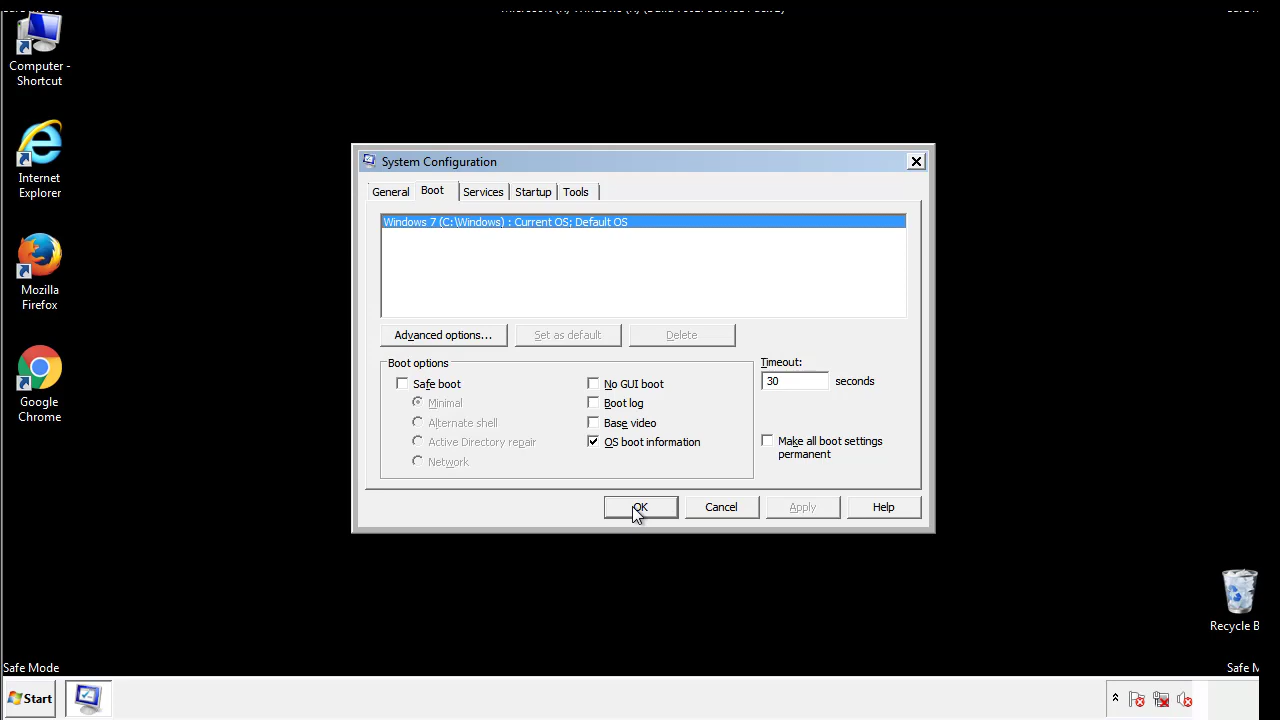 Computer -
Shortcut
Internet
Explorer
Mozilla
Firefox
Google
Chrome
System Configuration
General
Boot
Services
Startup
Tools
Windows 7 (C:\Windows) : Current OS; Default OS
Advanced options...
Set as default
Delete
Boot options
Safe boot
Minimal
Alternate shell
Active Directory repair
Network
No GUI boot
Boot log
Base video
OS boot information
Timeout:
30 seconds
Make all boot settings
permanent
OK
Cancel
Apply
Help
Recycle B
Safe Mode
Safe M
Start